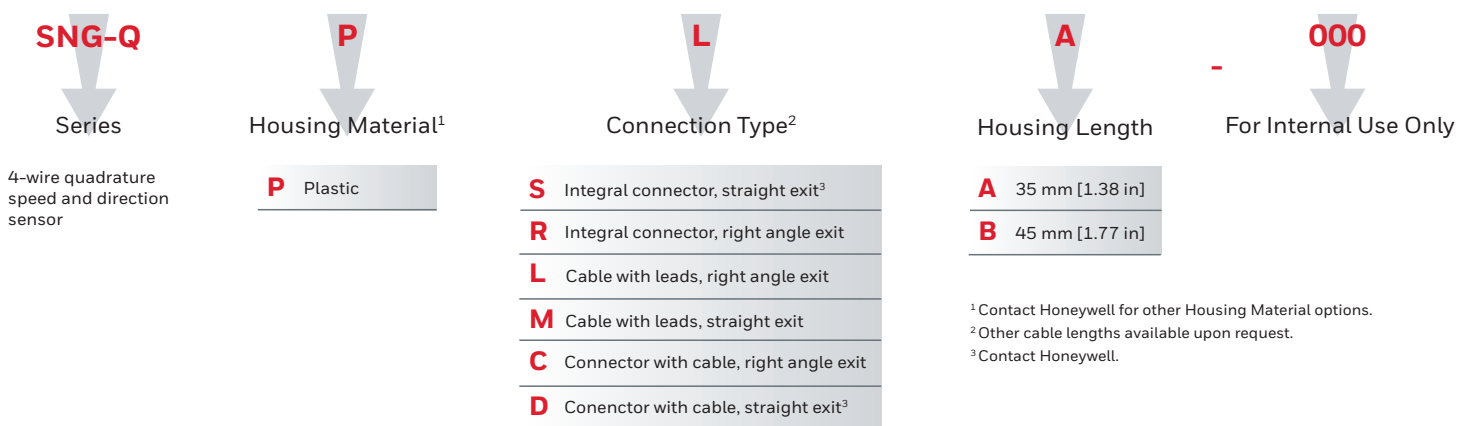 SNG-Q P L A - 000
Series Housing Material¹ Connection Type² Housing Length For Internal Use Only
4-wire quadrature
speed and direction
sensor
P Plastic
S Integral connector, straight exit³
R Integral connector, right angle exit
L Cable with leads, right angle exit
M Cable with leads, straight exit
C Connector with cable, right angle exit
D Conenctor with cable, straight exit³
A 35 mm [1.38 in]
B 45 mm [1.77 in]
¹ Contact Honeywell for other Housing Material options.
² Other cable lengths available upon request.
³ Contact Honeywell.